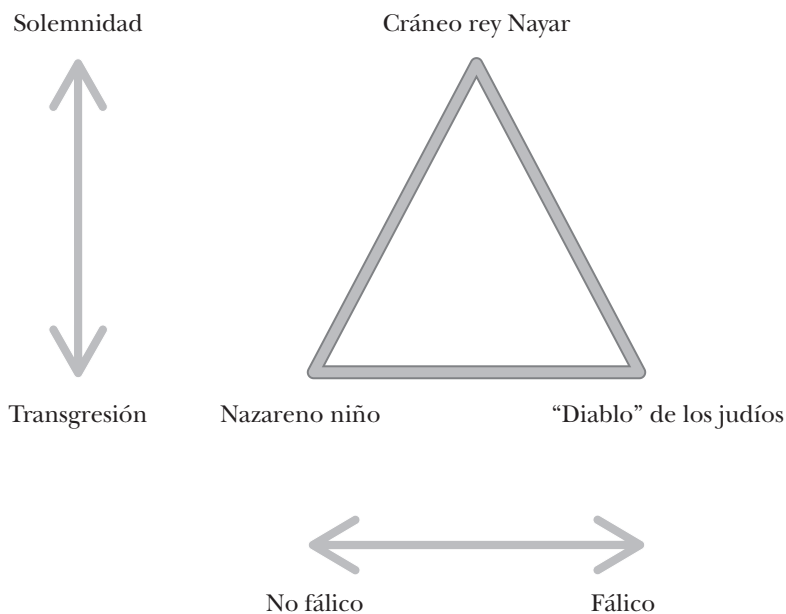 Solemnidad
Cráneo rey Nayar
Transgresión
Nazareno niño
“Diablo” de los judíos
No fálico
Fálico